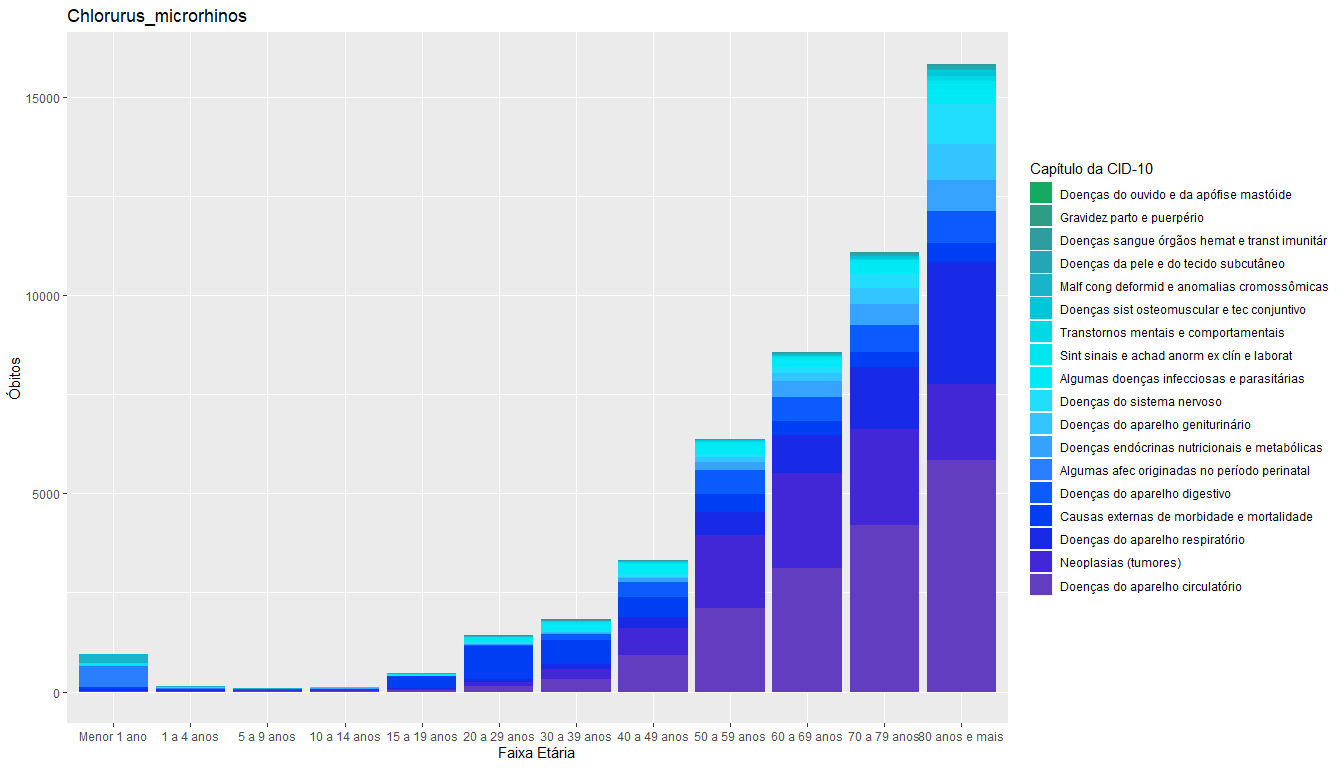 Chlorurus_microrhinos
Óbitos
15000
10000
5000
0
Menor 1 ano
1 a 4 anos
5 a 9 anos
10 a 14 anos
15 a 19 anos
20 a 29 anos
30 a 39 anos
40 a 49 anos
50 a 59 anos
60 a 69 anos
70 a 79 anos
80 anos e mais
Faixa Etária
Capítulo da CID-10
Doenças do ouvido e da apófise mastóide
Gravidez parto e puerpério
Doenças sangue órgãos hemat e transt imunitár
Doenças da pele e do tecido subcutâneo
Malf cong deformid e anomalias cromossômicas
Doenças sist osteomuscular e tec conjuntivo
Transtornos mentais e comportamentais
Sint sinais e achad anorm ex clín e laborat
Algumas doenças infecciosas e parasitárias
Doenças do sistema nervoso
Doenças do aparelho geniturinário
Doenças endócrinas nutricionais e metabólicas
Algumas afec originadas no período perinatal
Doenças do aparelho digestivo
Causas externas de morbidade e mortalidade
Doenças do aparelho respiratório
Neoplasias (tumores)
Doenças do aparelho circulatório